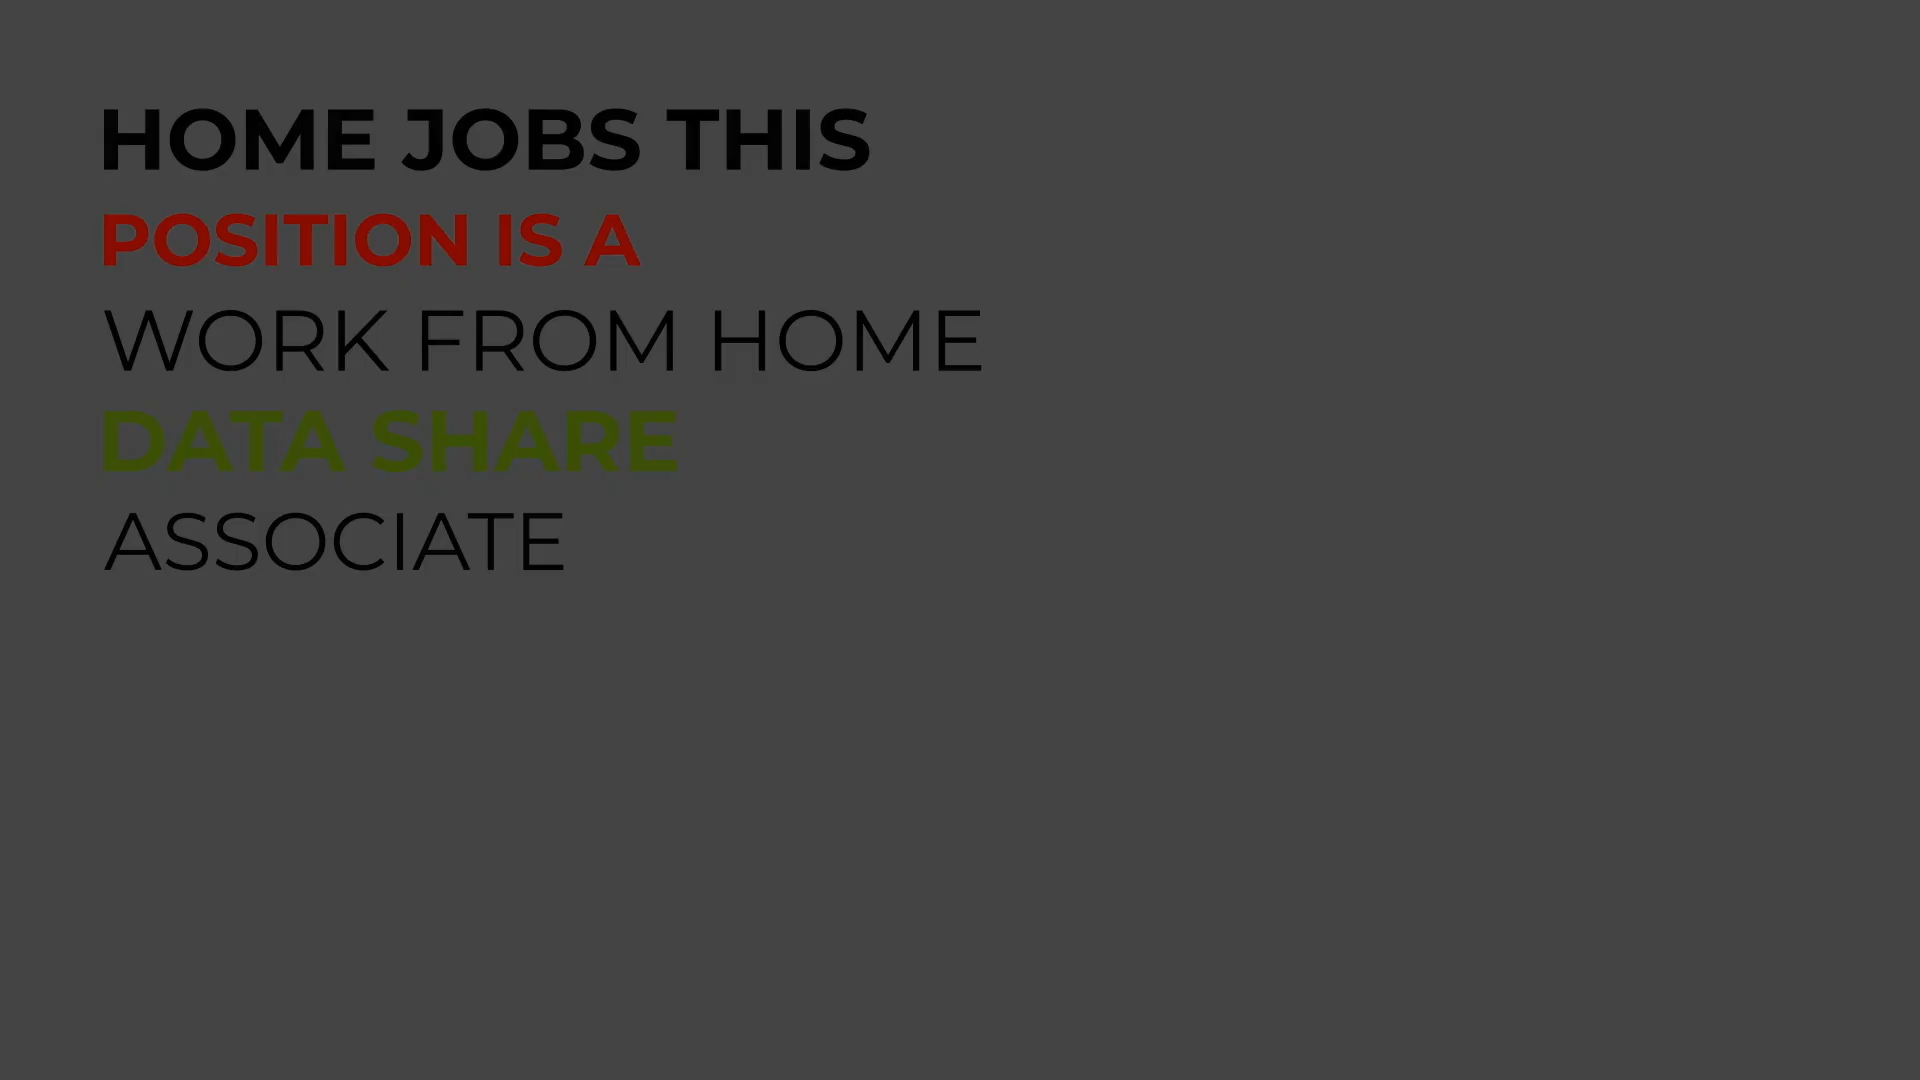 HOME JOBS THIS
POSITION IS A
WORK FROM HOME
DATA SHARE
ASSOCIATE